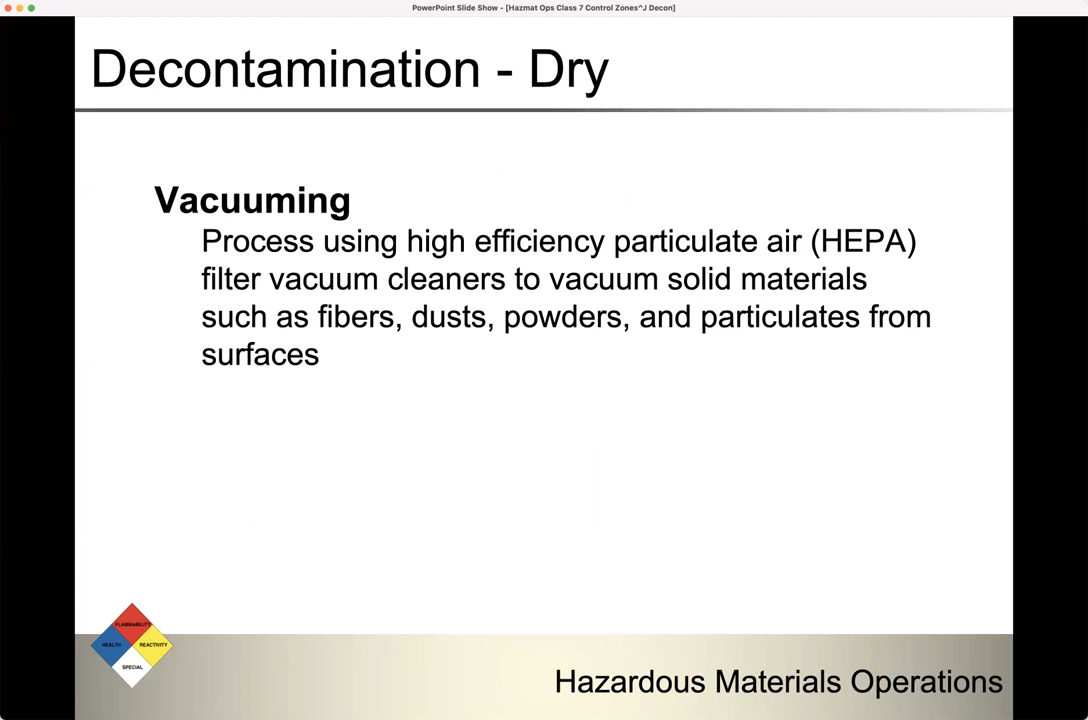 PowerPoint Slide Show - [Hazmat Ops Class 7 Control Zones^J Decon]
Decontamination - Dry
Vacuuming
Process using high efficiency particulate air (HEPA)
filter vacuum cleaners to vacuum solid materials
such as fibers, dusts, powders, and particulates from
surfaces
FLAMMABILITY
HEALTH
REACTIVITY
SPECIAL
Hazardous Materials Operations